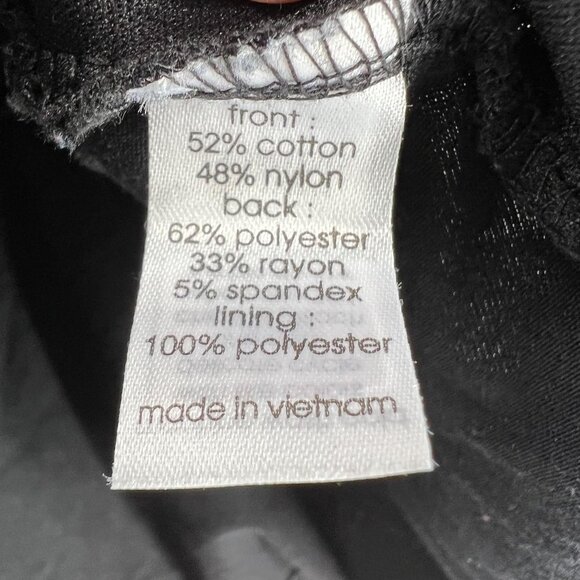 front :
52% cotton
48% nylon
back :
62% polyester
33% rayon
5% spandex
lining :
100% polyester
made in vietnam